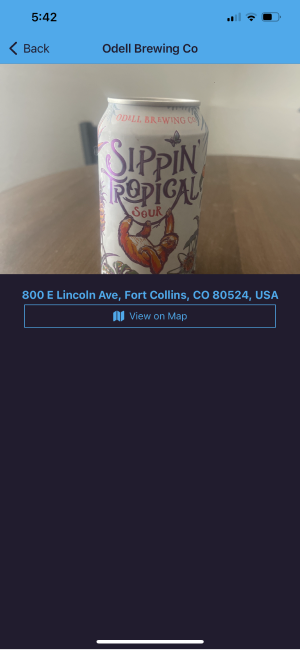 5:42
Back
Odell Brewing Co
ODELL BREWING CO
SIPPIN'
TROPICAL
SOUR
800 E Lincoln Ave, Fort Collins, CO 80524, USA
View on Map